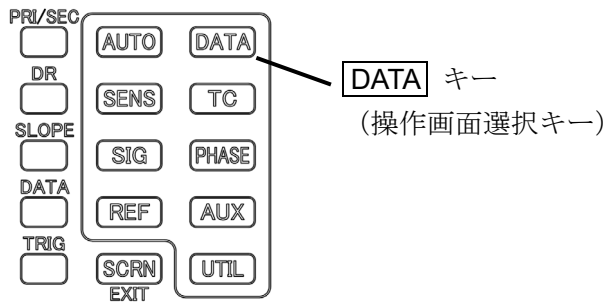 PRI/SEC
AUTO DATA
DATA キー
DR
(操作画面選択キー)
SENS TC
SLOPE
SIG PHASE
DATA
REF AUX
TRIG
SCRN UTIL
EXIT